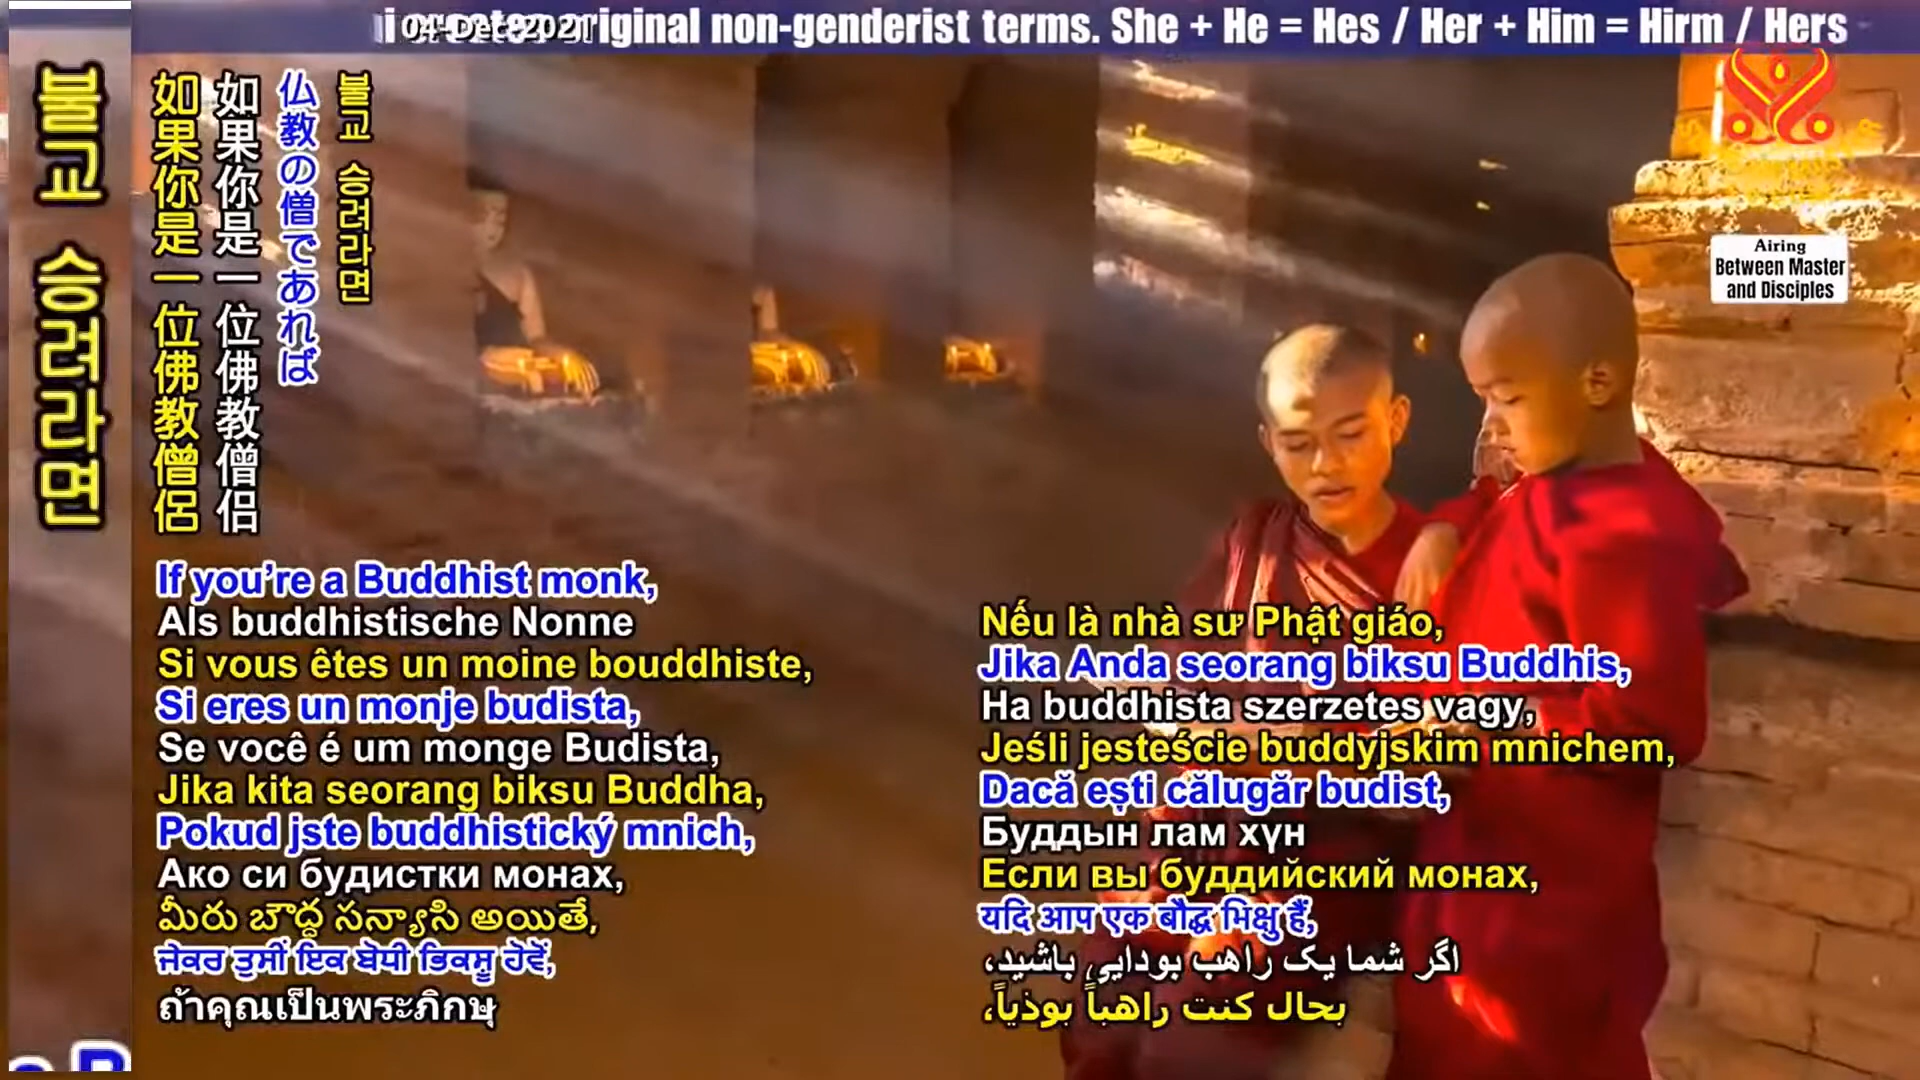 original non-genderist terms. She + He = Hes / Her + Him = Hirm / Hers
04-Dec-2021
불교 승려라면
如果你是一位佛教僧侶
如果你是一位佛教僧侣
仏教の僧であれば
불교 승려라면
Airing
Between Master
and Disciples
If you're a Buddhist monk,
Als buddhistische Nonne
Si vous êtes un moine bouddhiste,
Si eres un monje budista,
Se você é um monge Budista,
Jika kita seorang biksu Buddha,
Pokud jste buddhistický mnich,
Ако си будистки монах,
మీరు బౌద్ధ సన్యాసి అయితే,
ਜੇਕਰ ਤੁਸੀਂ ਇਕ ਬੋਧੀ ਭਿਕਸ਼ੂ ਹੋਵੋਂ,
ถ้าคุณเป็นพระภิกษุ
Nếu là nhà sư Phật giáo,
Jika Anda seorang biksu Buddhis,
Ha buddhista szerzetes vagy,
Jeśli jesteście buddyjskim mnichem,
Dacă ești călugăr budist,
Буддын лам хүн
Если вы буддийский монах,
यदि आप एक बौद्ध भिक्षु हैं,
اگر شما یک راهب بودایی باشید،
بحال كنت راهباً بوذياً،